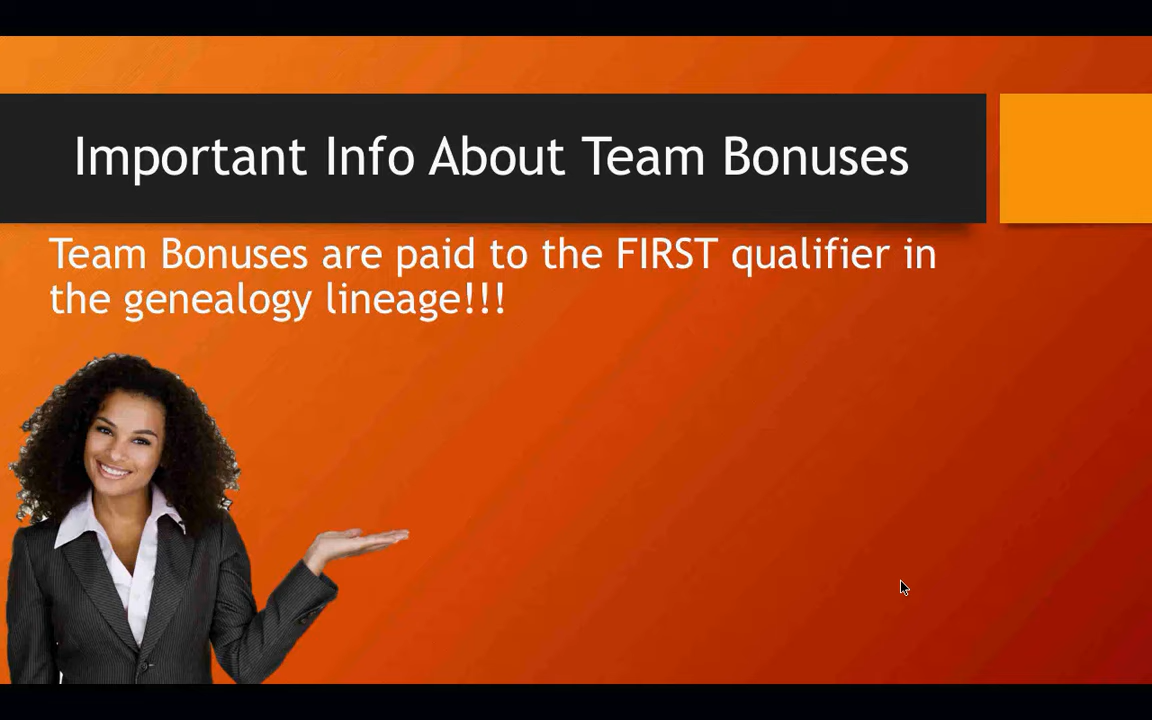 Important Info About Team Bonuses
Team Bonuses are paid to the FIRST qualifier in
the genealogy lineage!!!